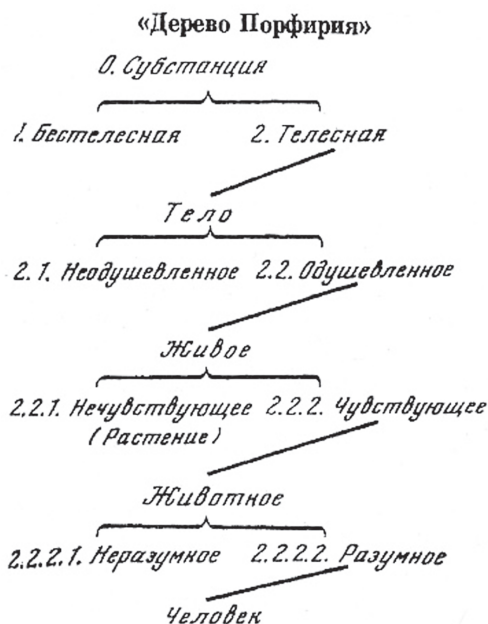 «Дерево Порфирия»
0. Субстанция
1. Бестелесная 2. Телесная
Тело
2.1. Неодушевленное 2.2. Одушевленное
Живое
2.2.1. Нечувствующее 2.2.2. Чувствующее
(Растение)
Животное
2.2.2.1. Неразумное 2.2.2.2. Разумное
Человек